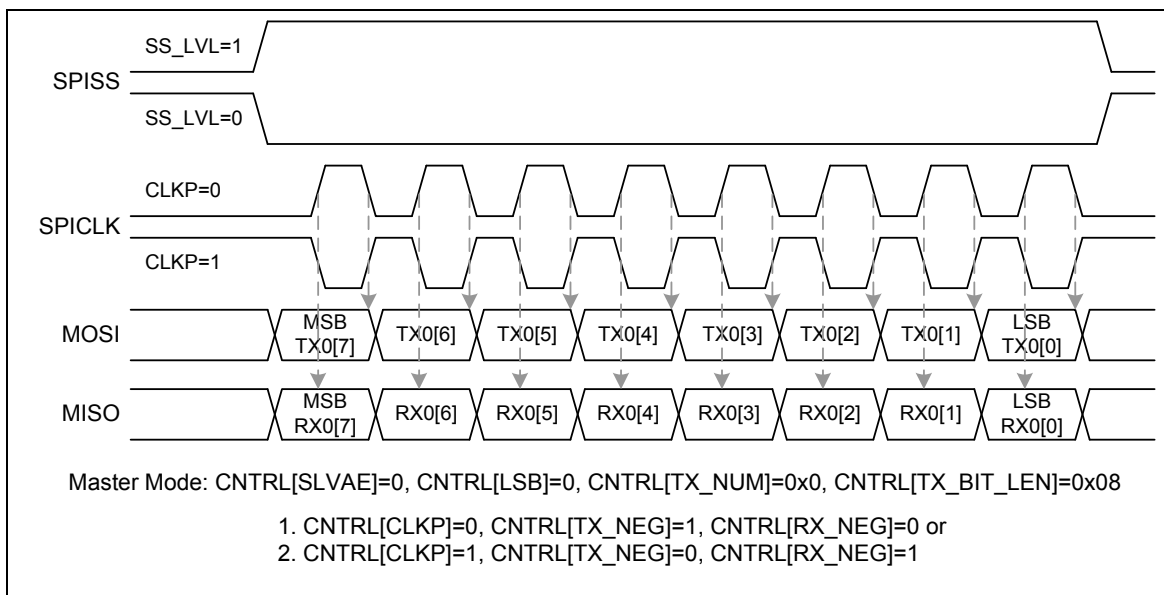 SS_LVL=1
SPISS
SS_LVL=0
CLKP=0
SPICLK
CLKP=1
MOSI
MSB
TX0[7]
TX0[6]
TX0[5]
TX0[4]
TX0[3]
TX0[2]
TX0[1]
LSB
TX0[0]
MISO
MSB
RX0[7]
RX0[6]
RX0[5]
RX0[4]
RX0[3]
RX0[2]
RX0[1]
LSB
RX0[0]
Master Mode: CNTRL[SLVAE]=0, CNTRL[LSB]=0, CNTRL[TX_NUM]=0x0, CNTRL[TX_BIT_LEN]=0x08
1. CNTRL[CLKP]=0, CNTRL[TX_NEG]=1, CNTRL[RX_NEG]=0 or
2. CNTRL[CLKP]=1, CNTRL[TX_NEG]=0, CNTRL[RX_NEG]=1